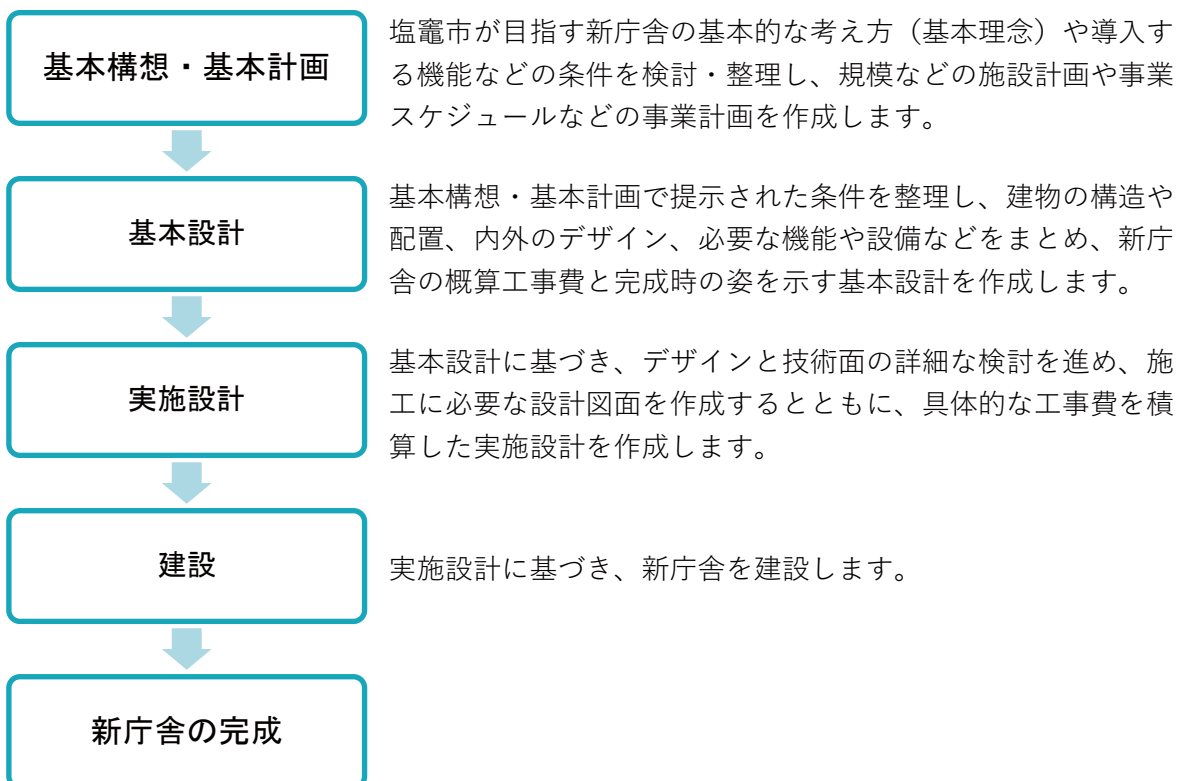 基本構想・基本計画
塩竈市が目指す新庁舎の基本的な考え方（基本理念）や導入す
る機能などの条件を検討・整理し、規模などの施設計画や事業
スケジュールなどの事業計画を作成します。
基本設計
基本構想・基本計画で提示された条件を整理し、建物の構造や
配置、内外のデザイン、必要な機能や設備などをまとめ、新庁
舎の概算工事費と完成時の姿を示す基本設計を作成します。
実施設計
基本設計に基づき、デザインと技術面の詳細な検討を進め、施
工に必要な設計図面を作成するとともに、具体的な工事費を積
算した実施設計を作成します。
建設
実施設計に基づき、新庁舎を建設します。
新庁舎の完成